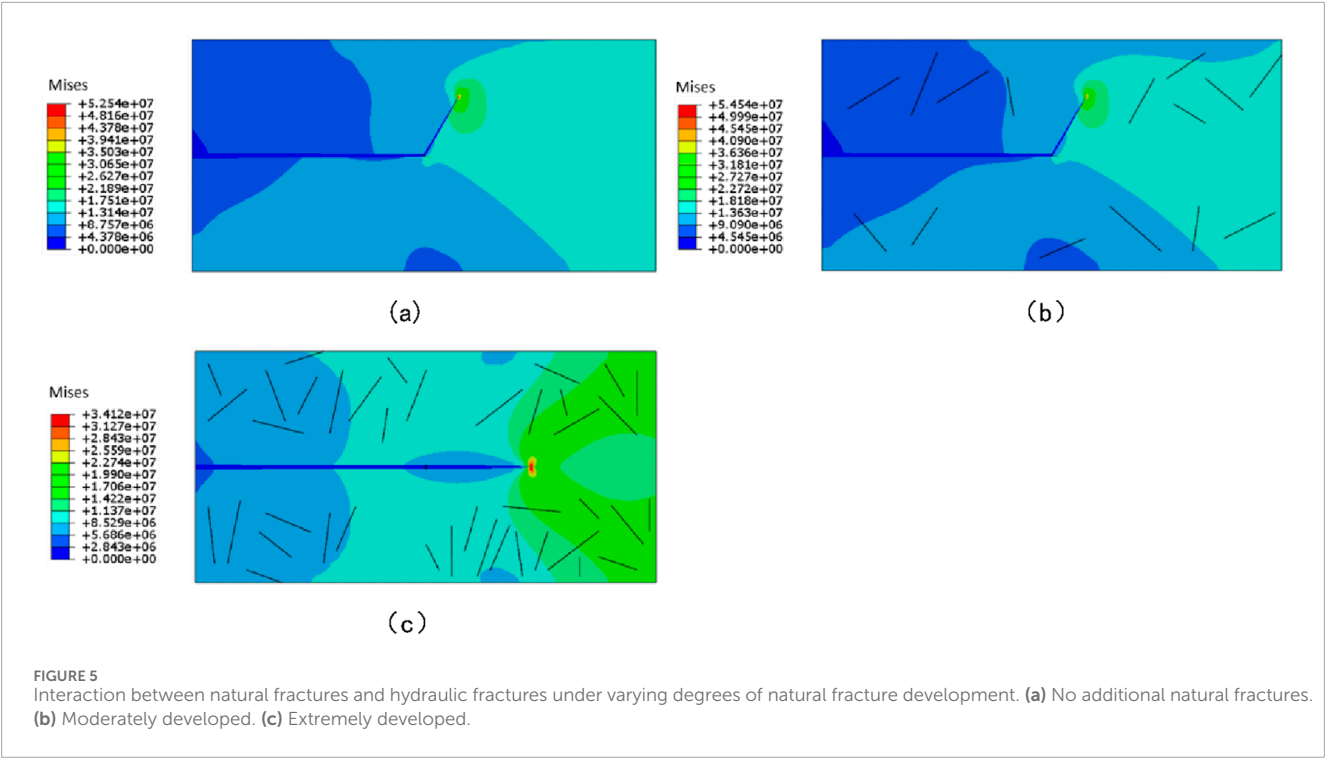 Mises
+5.254e+07
+4.816e+07
+4.378e+07
+3.941e+07
+3.503e+07
+3.065e+07
+2.627e+07
+2.189e+07
+1.751e+07
+1.314e+07
+8.757e+06
+4.378e+06
+0.000e+00
(a)
Mises
+5.454e+07
+4.999e+07
+4.545e+07
+4.090e+07
+3.636e+07
+3.181e+07
+2.727e+07
+2.272e+07
+1.818e+07
+1.363e+07
+9.090e+06
+4.545e+06
+0.000e+00
(b)
Mises
+3.412e+07
+3.127e+07
+2.843e+07
+2.559e+07
+2.274e+07
+1.990e+07
+1.706e+07
+1.422e+07
+1.137e+07
+8.529e+06
+5.686e+06
+2.843e+06
+0.000e+00
(c)
FIGURE 5
Interaction between natural fractures and hydraulic fractures under varying degrees of natural fracture development. (a) No additional natural fractures.
(b) Moderately developed. (c) Extremely developed.